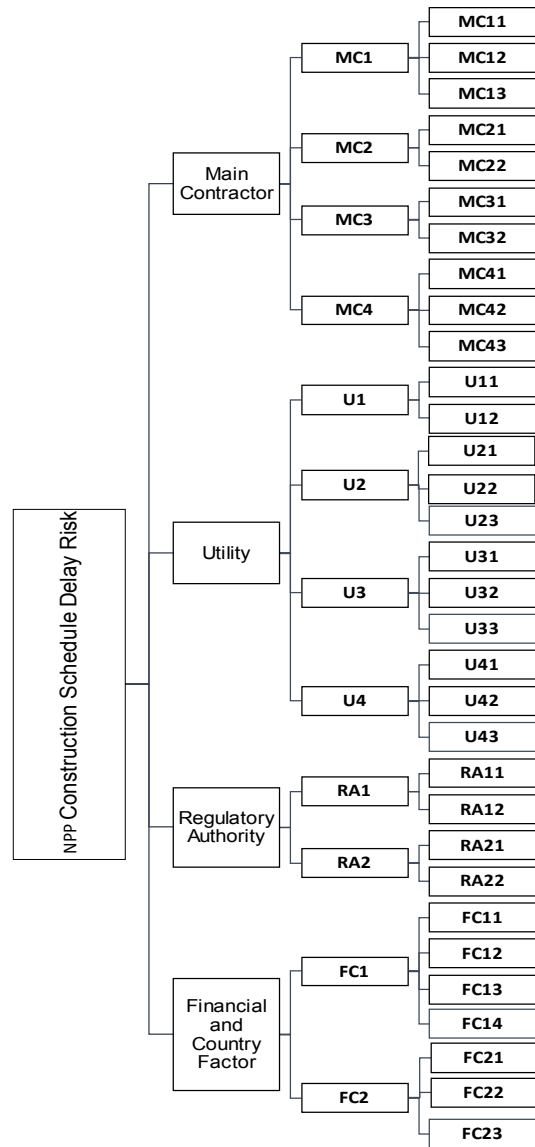 NPP Construction Schedule Delay Risk
Main
Contractor
MC1
MC11
MC12
MC13
MC2
MC21
MC22
MC3
MC31
MC32
MC4
MC41
MC42
MC43
Utility
U1
U11
U12
U2
U21
U22
U23
U3
U31
U32
U33
U4
U41
U42
U43
Regulatory
Authority
RA1
RA11
RA12
RA2
RA21
RA22
Financial
and
Country
Factor
FC1
FC11
FC12
FC13
FC14
FC2
FC21
FC22
FC23